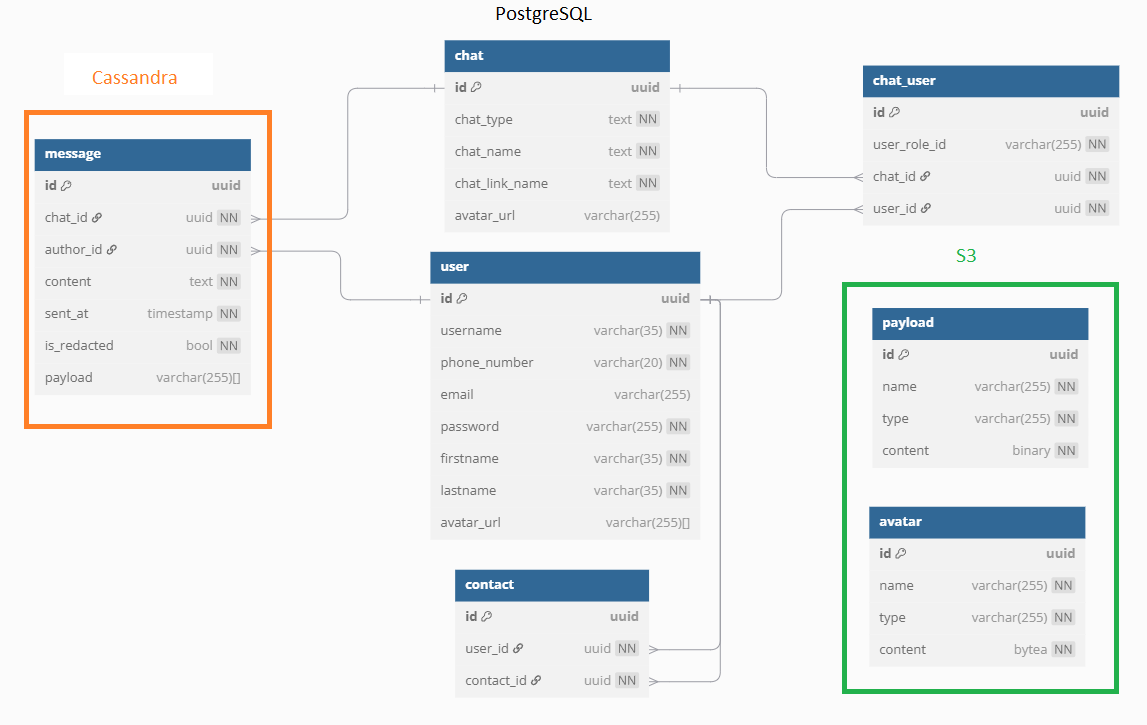 PostgreSQL
Cassandra
message
id uuid
chat_id uuid NN
author_id uuid NN
content text NN
sent_at timestamp NN
is_redacted bool NN
payload varchar(255)[]
chat
id uuid
chat_type text NN
chat_name text NN
chat_link_name text NN
avatar_url varchar(255)
user
id uuid
username varchar(35) NN
phone_number varchar(20) NN
email varchar(255)
password varchar(255) NN
firstname varchar(35) NN
lastname varchar(35) NN
avatar_url varchar(255)[]
contact
id uuid
user_id uuid NN
contact_id uuid NN
chat_user
id uuid
user_role_id varchar(255) NN
chat_id uuid NN
user_id uuid NN
S3
payload
id uuid
name varchar(255) NN
type varchar(255) NN
content binary NN
avatar
id uuid
name varchar(255) NN
type varchar(255) NN
content bytea NN